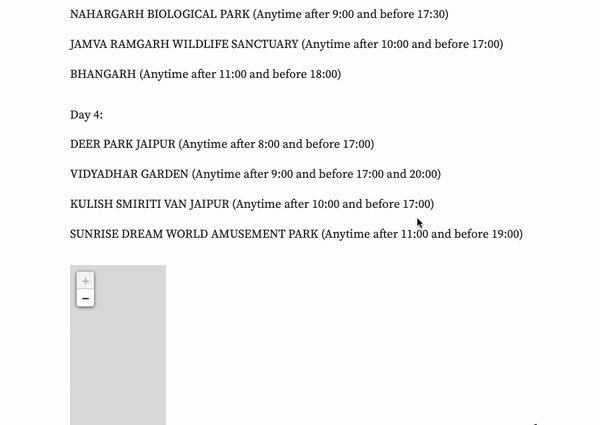 NAHARGARH BIOLOGICAL PARK (Anytime after 9:00 and before 17:30)
JAMVA RAMGARH WILDLIFE SANCTUARY (Anytime after 10:00 and before 17:00)
BHANGARH (Anytime after 11:00 and before 18:00)
Day 4:
DEER PARK JAIPUR (Anytime after 8:00 and before 17:00)
VIDYADHAR GARDEN (Anytime after 9:00 and before 17:00 and 20:00)
KULISH SMIRITI VAN JAIPUR (Anytime after 10:00 and before 17:00)
SUNRISE DREAM WORLD AMUSEMENT PARK (Anytime after 11:00 and before 19:00)
+
−